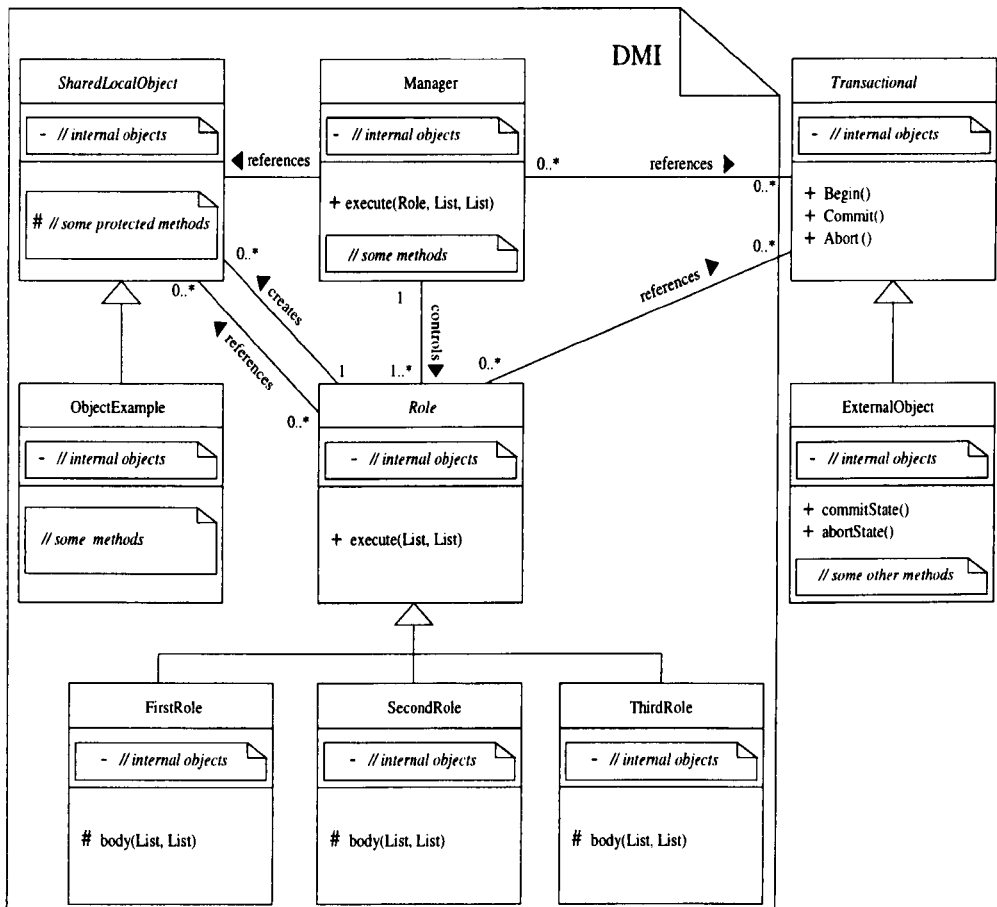 DMI
SharedLocalObject
- // internal objects
# // some protected methods
Manager
- // internal objects
+ execute(Role, List, List)
// some methods
Transactional
- // internal objects
+ Begin()
+ Commit()
+ Abort ()
◀ references
0..*
references ▶
0..*
0..*
◀ creates
1
0..*
◀ references
0..*
1
controls ▶
1..*
0..*
references ▶
0..*
ObjectExample
- // internal objects
// some methods
Role
- // internal objects
+ execute(List, List)
ExternalObject
- // internal objects
+ commitState()
+ abortState()
// some other methods
FirstRole
- // internal objects
# body(List, List)
SecondRole
- // internal objects
# body(List, List)
ThirdRole
- // internal objects
# body(List, List)